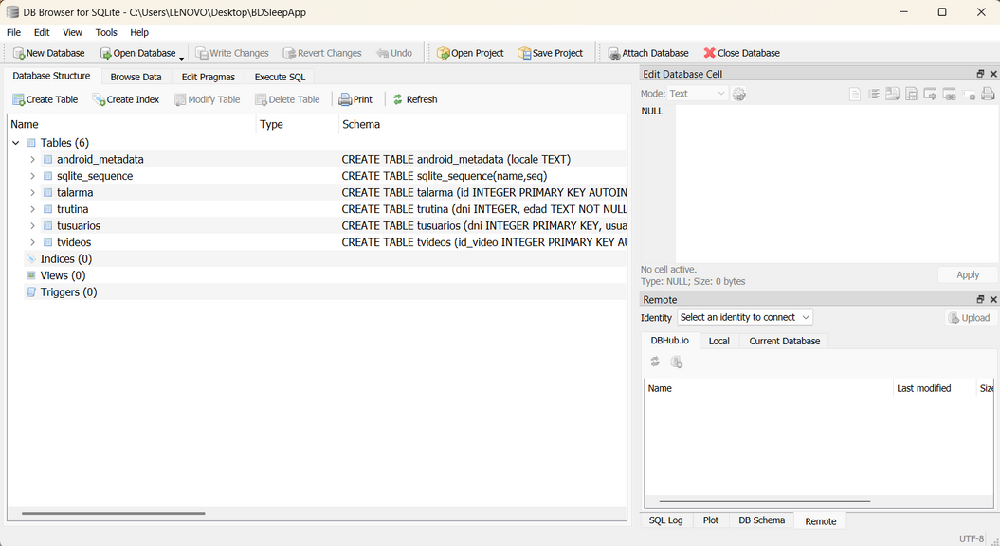 DB Browser for SQLite - C:\Users\LENOVO\Desktop\BDSleepApp
File Edit View Tools Help
New Database Open Database Write Changes Revert Changes Undo Open Project Save Project Attach Database Close Database
Database Structure Browse Data Edit Pragmas Execute SQL
Create Table Create Index Modify Table Delete Table Print Refresh
Name Type Schema
Tables (6)
android_metadata CREATE TABLE android_metadata (locale TEXT)
sqlite_sequence CREATE TABLE sqlite_sequence(name,seq)
talarma CREATE TABLE talarma (id INTEGER PRIMARY KEY AUTOIN
trutina CREATE TABLE trutina (dni INTEGER, edad TEXT NOT NULL
tusuarios CREATE TABLE tusuarios (dni INTEGER PRIMARY KEY, usua
tvideos CREATE TABLE tvideos (id_video INTEGER PRIMARY KEY AU
Indices (0)
Views (0)
Triggers (0)
Edit Database Cell
Mode: Text
NULL
No cell active.
Type: NULL; Size: 0 bytes
Apply
Remote
Identity Select an identity to connect Upload
DBHub.io Local Current Database
Name Last modified Size
SQL Log Plot DB Schema Remote
UTF-8